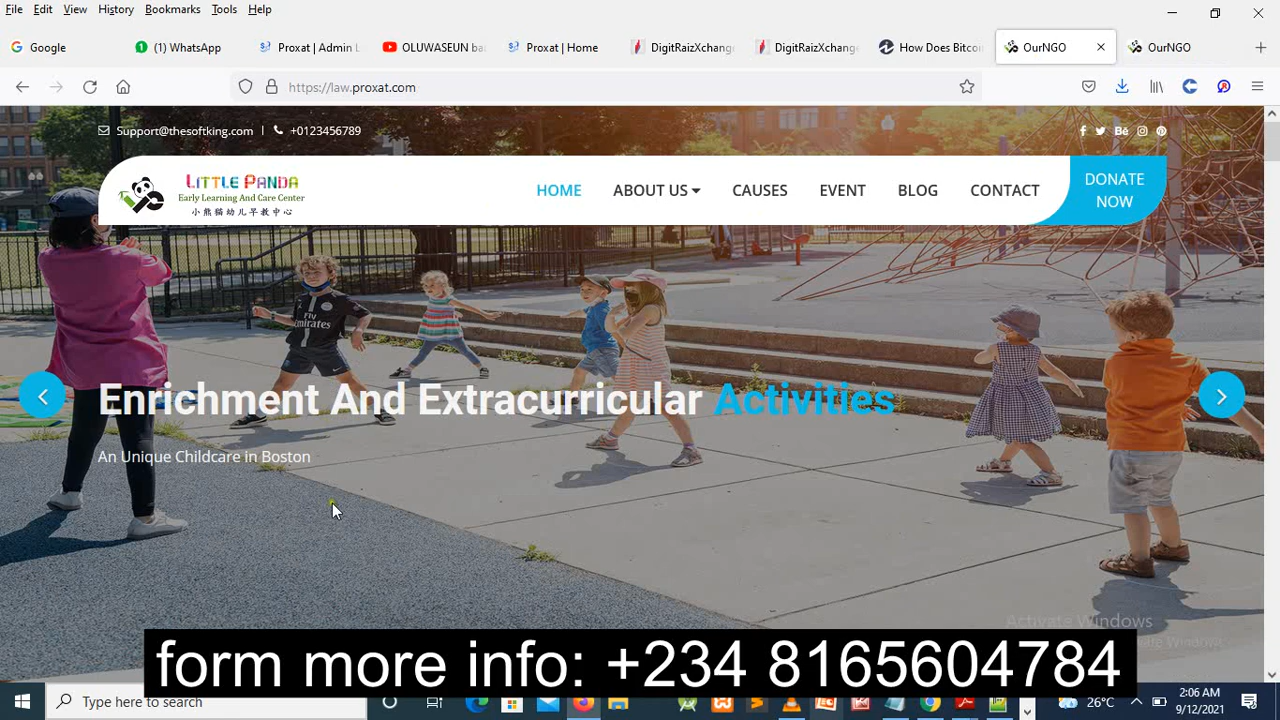 File Edit View History Bookmarks Tools Help
Google
(1) WhatsApp
Proxat | Admin L
OLUWASEUN ba
Proxat | Home
DigitRaizXchang
DigitRaizXchang
How Does Bitco
OurNGO
OurNGO
https://law.proxat.com
Support@thesoftking.com | +0123456789
LITTLE PANDA
Early Learning And Care Center
小熊貓幼儿早教中心
HOME ABOUT US CAUSES EVENT BLOG CONTACT
DONATE
NOW
Enrichment And Extracurricular Activities
An Unique Childcare in Boston
Activate Windows
form more info: +234 8165604784
Type here to search
26°C
2:06 AM
9/12/2021